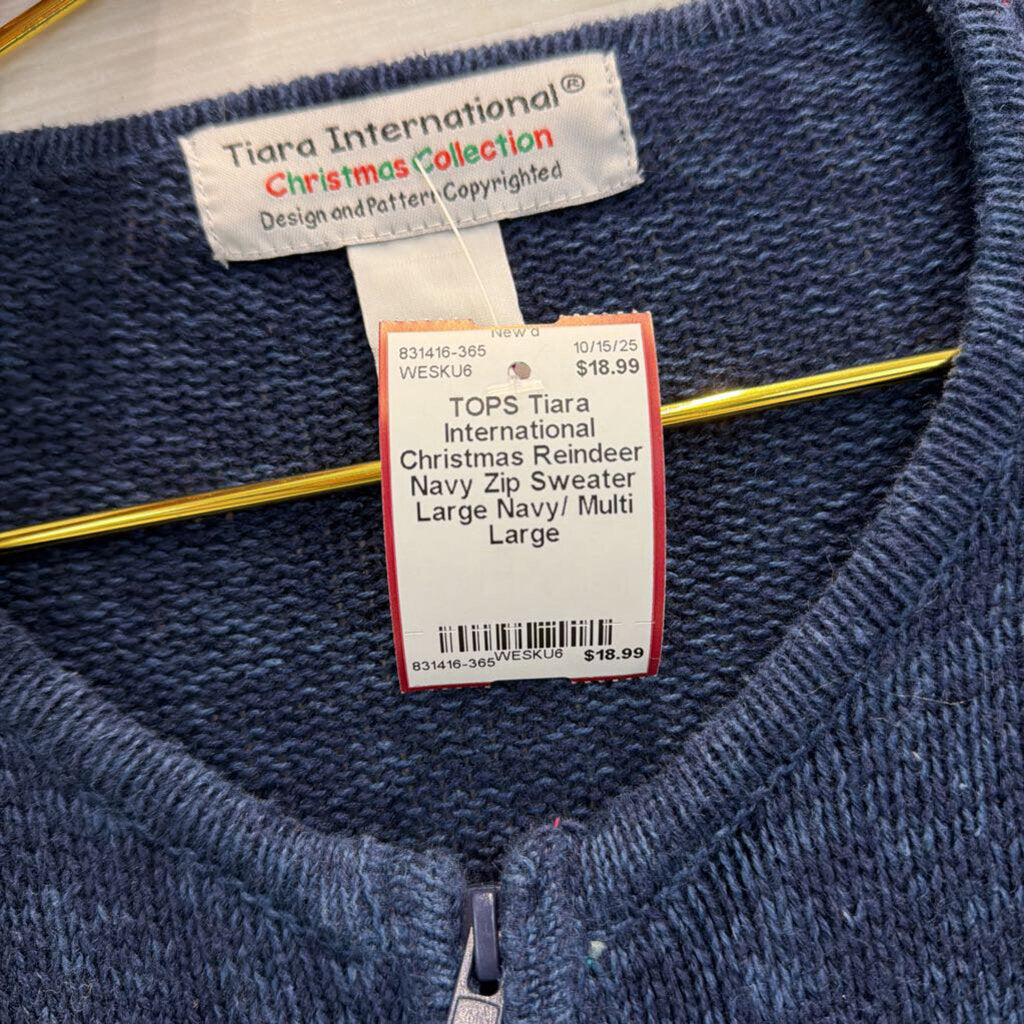 Tiara International®
Christmas Collection
Design and Pattern Copyrighted
New'd
831416-365 10/15/25
WESKU6 $18.99
TOPS Tiara
International
Christmas Reindeer
Navy Zip Sweater
Large Navy/ Multi
Large
831416-365 WESKU6 $18.99